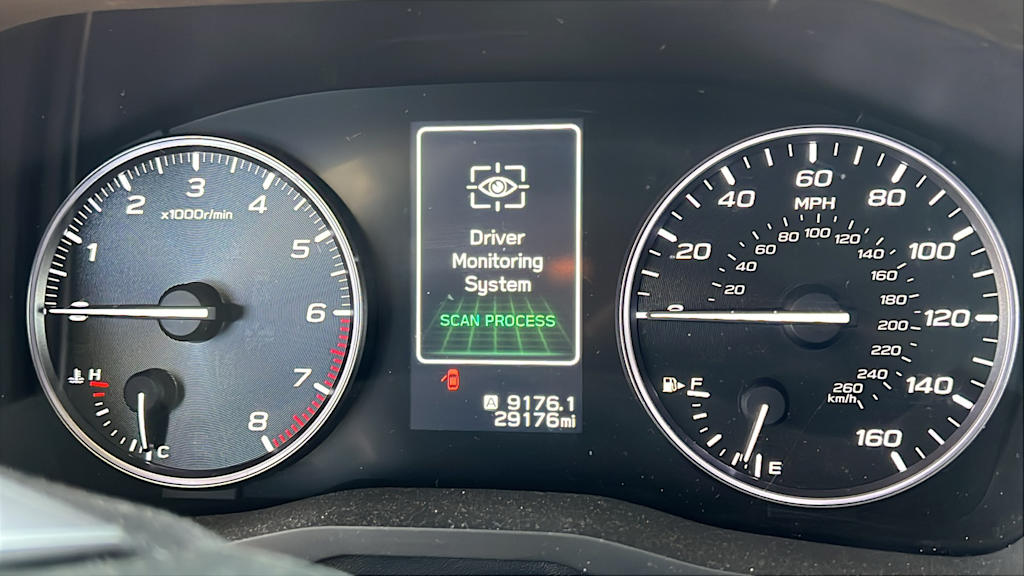 1
2
3
4
5
6
7
8
x1000r/min
H
C
Driver
Monitoring
System
SCAN PROCESS
A 9176.1
29176mi
0
20
40
60
80
100
120
140
160
MPH
20
40
60
80
100
120
140
160
180
200
220
240
260
km/h
F
E